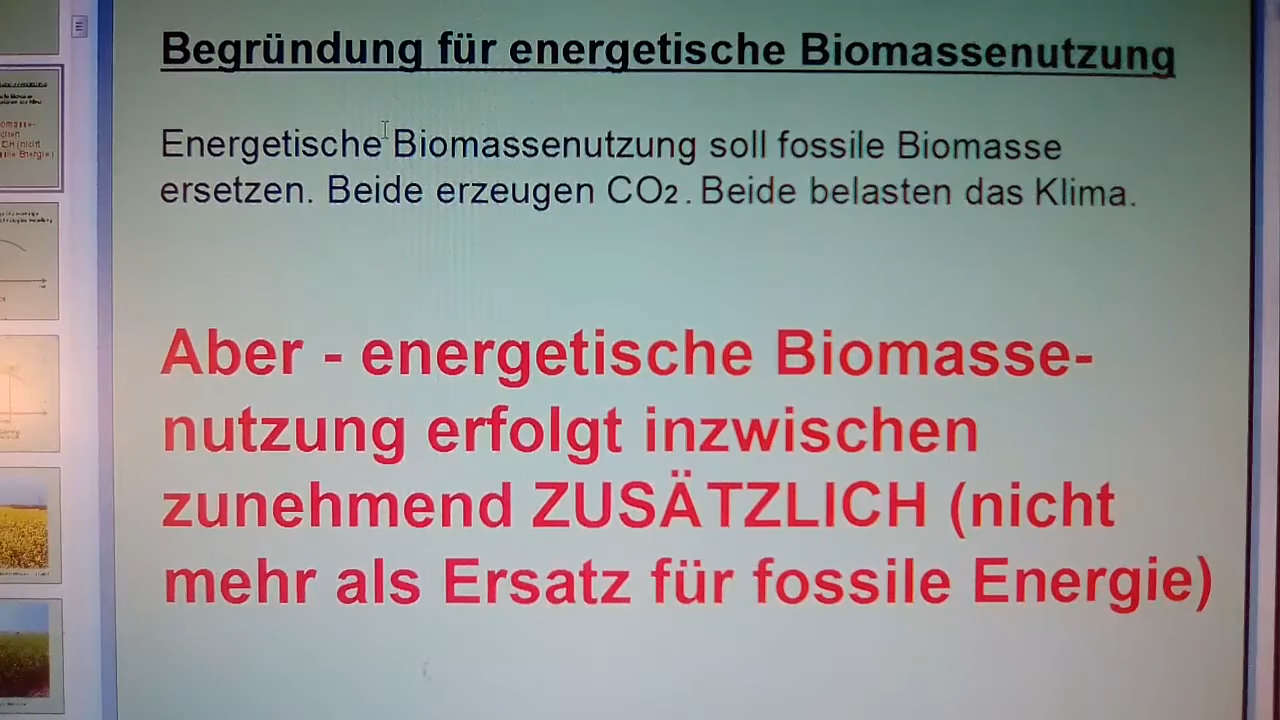 Begründung für energetische Biomassenutzung
Energetische Biomassenutzung soll fossile Biomasse
ersetzen. Beide erzeugen CO2. Beide belasten das Klima.
Aber - energetische Biomasse-
nutzung erfolgt inzwischen
zunehmend ZUSÄTZLICH (nicht
mehr als Ersatz für fossile Energie)